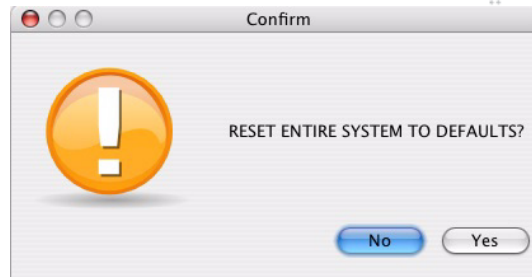 Confirm
RESET ENTIRE SYSTEM TO DEFAULTS?
No Yes